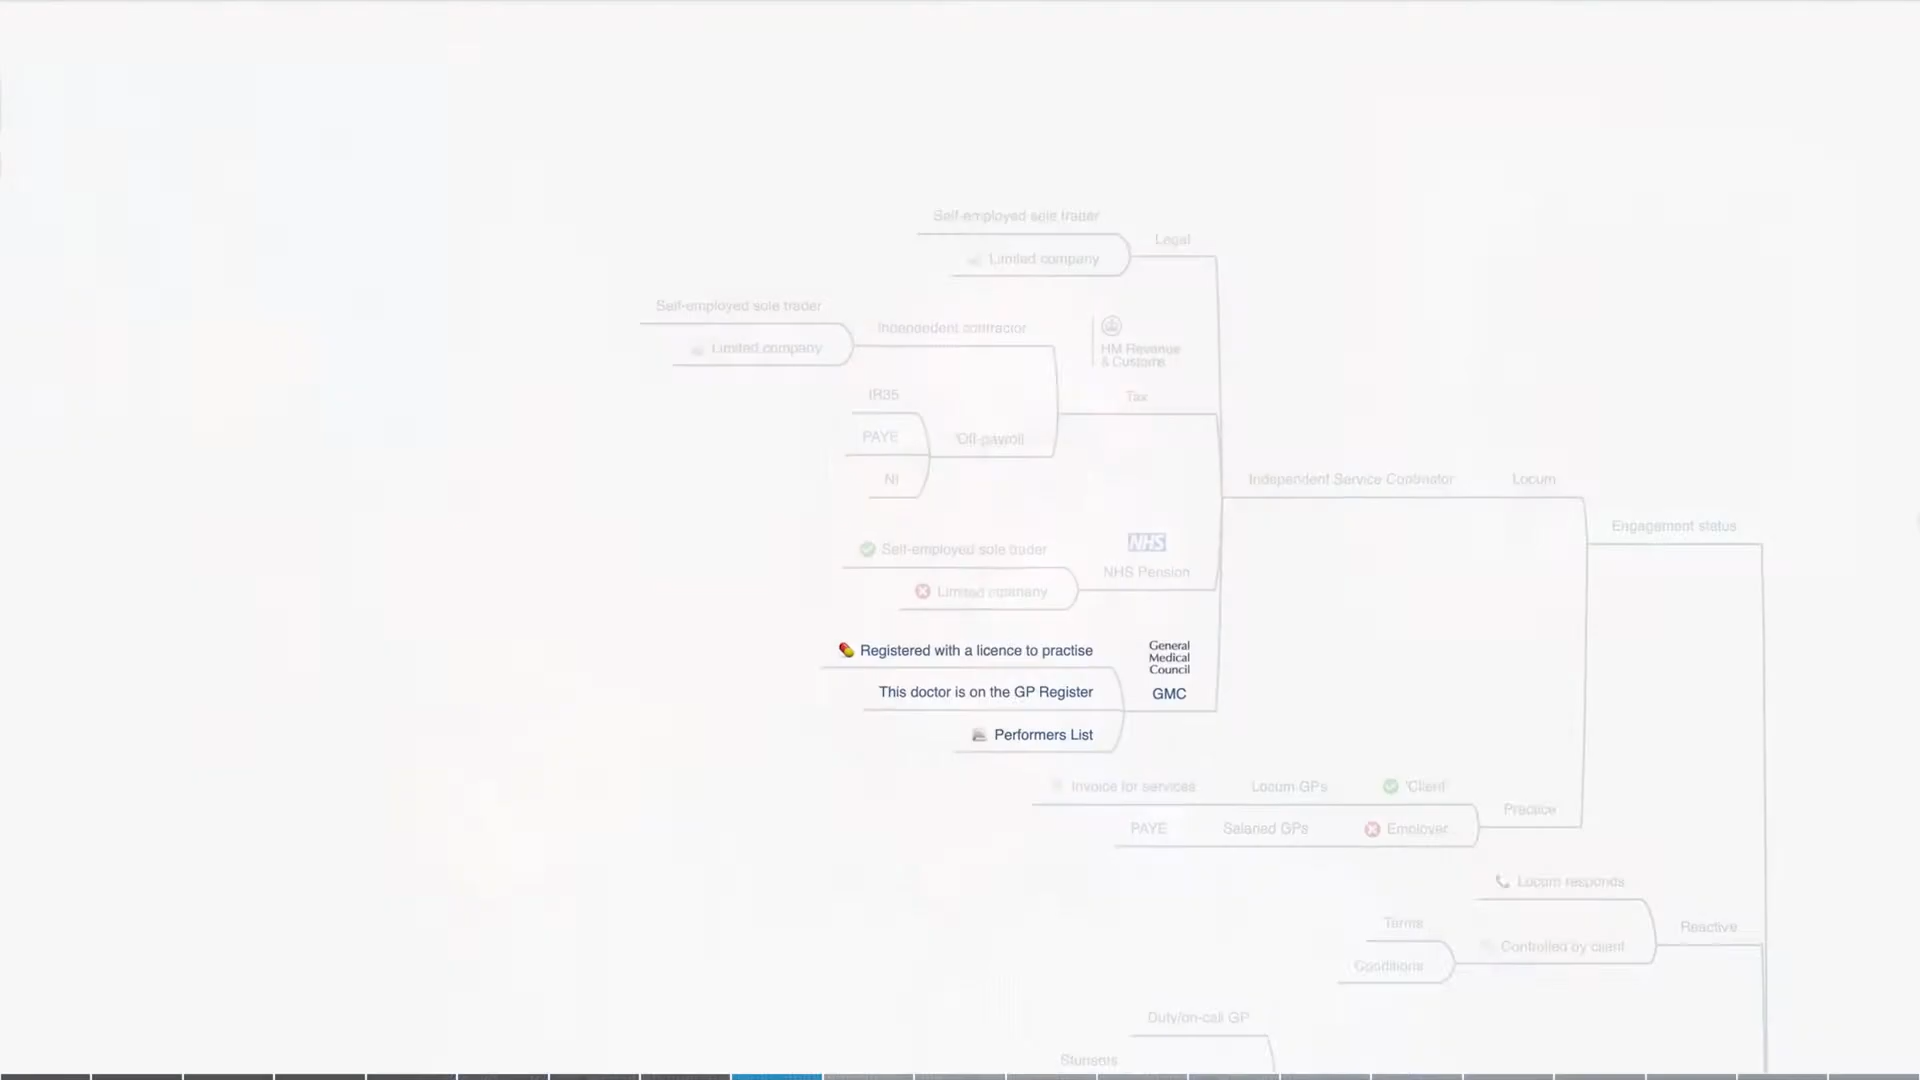 Self-employed sole trader
Legal
Limited company
Self-employed sole trader
Independent contractor
Limited company
HM Revenue
& Customs
Tax
IR35
PAYE
'Off-payroll
NI
Independent Service Contractor
Locum
Engagement status
NHS
Self-employed sole trader
NHS Pension
Limited company
Registered with a licence to practise
General
Medical
Council
This doctor is on the GP Register
GMC
Performers List
Invoice for services
Locum GPs
'Client'
Practice
PAYE
Salaried GPs
Employer
Locum responds
Terms
Reactive
Controlled by client
Conditions
Duty/on-call GP
Students